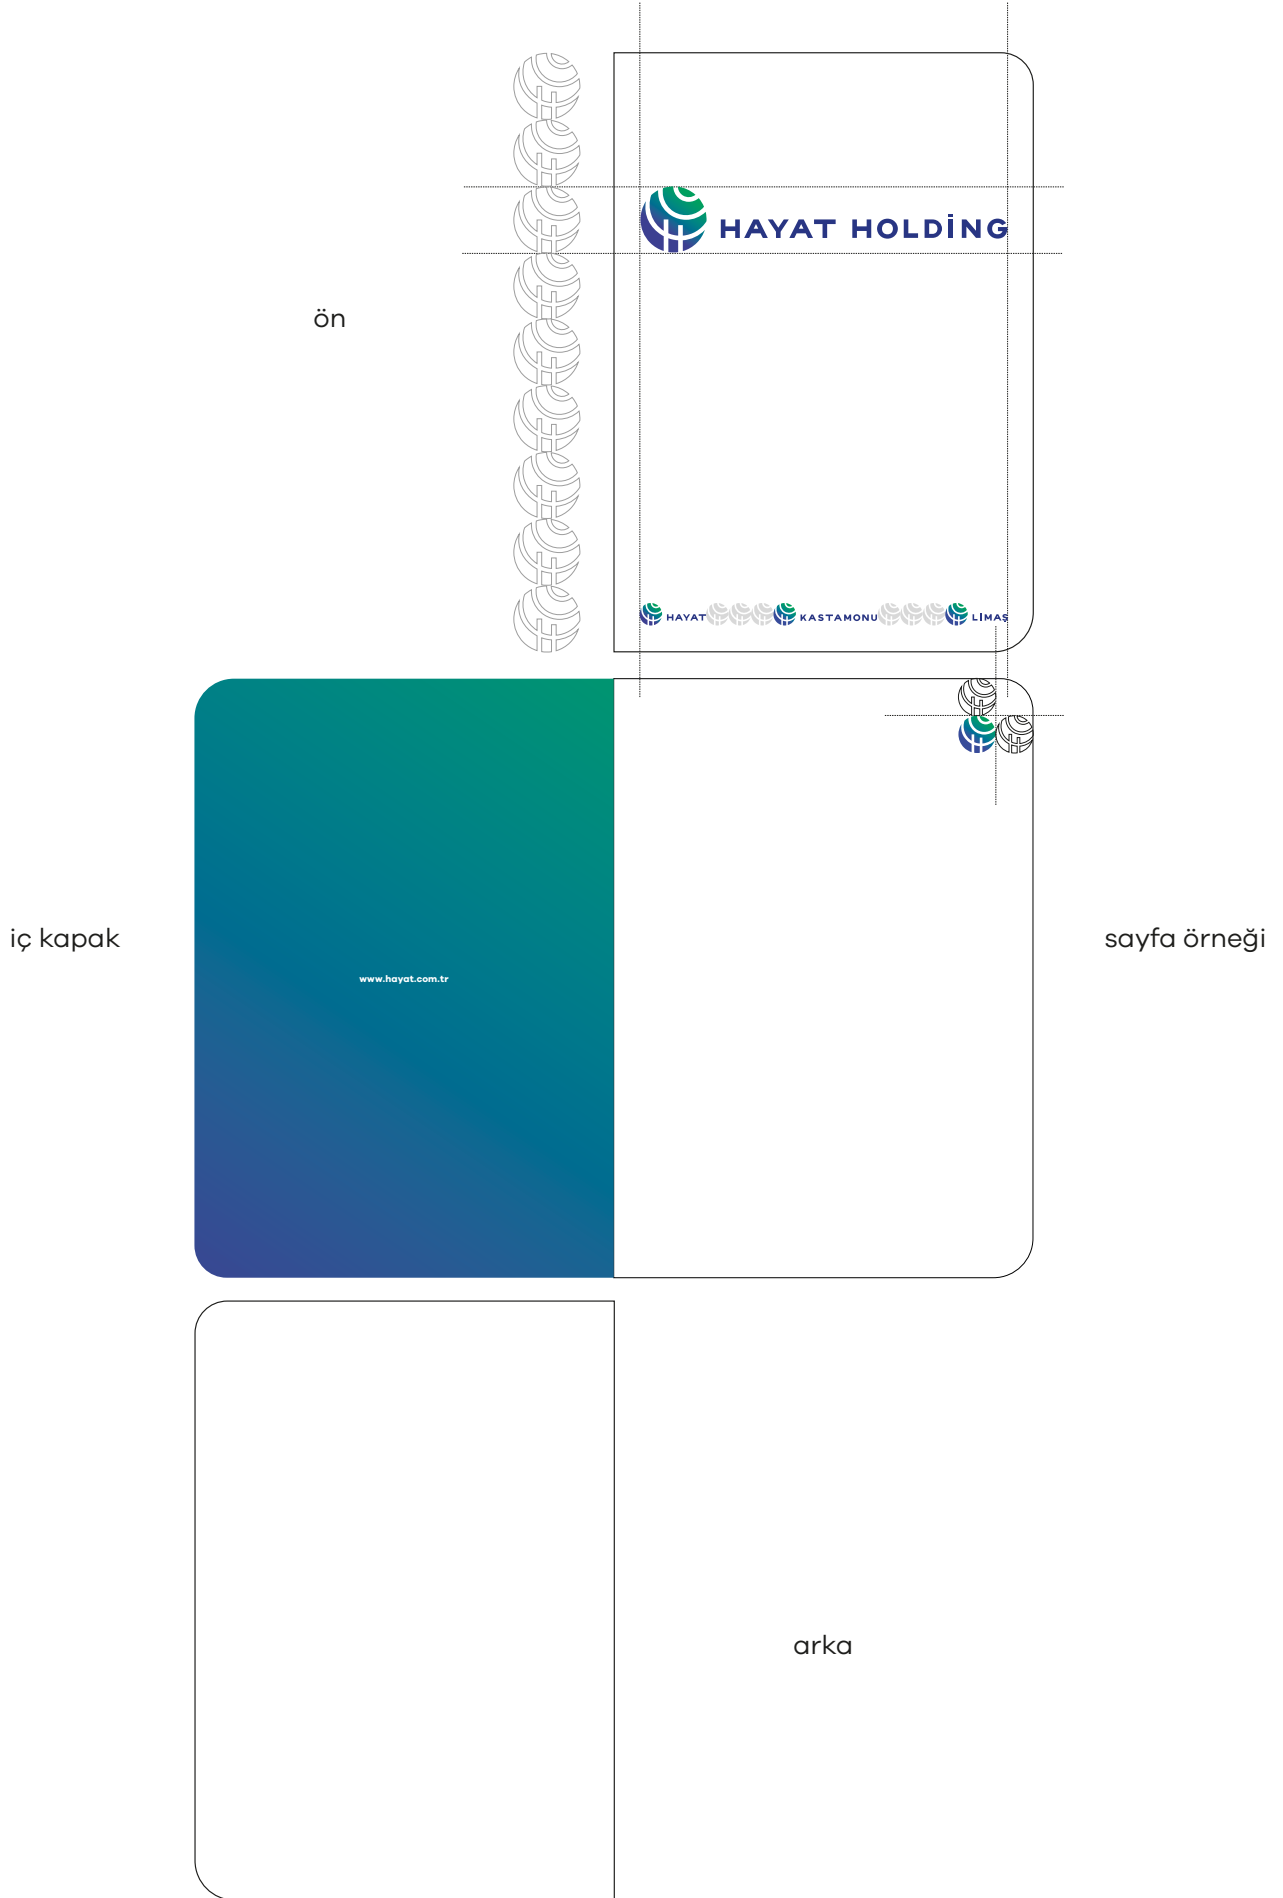 HAYAT HOLDİNG
ön
HAYAT
KASTAMONU
LİMAŞ
iç kapak
www.hayat.com.tr
sayfa örneği
arka